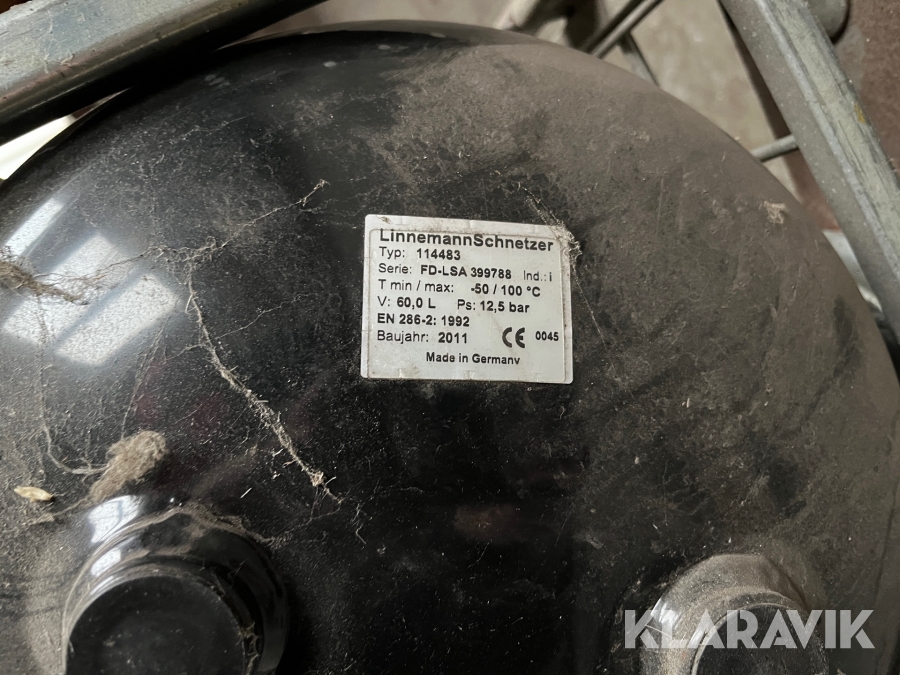 LinnemannSchnetzer
Typ: 114483
Serie: FD-LSA 399788 Ind.: i
T min / max: -50 / 100 °C
V: 60,0 L Ps: 12,5 bar
EN 286-2: 1992
Baujahr: 2011 CE 0045
Made in Germany
KLARAVIK